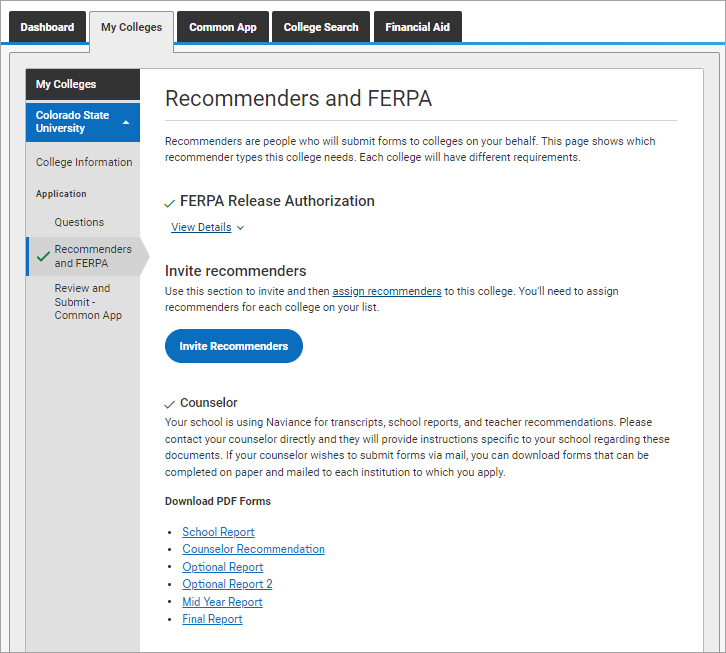 Dashboard
My Colleges
Common App
College Search
Financial Aid
My Colleges
Colorado State
University
College Information
Application
Questions
Recommenders
and FERPA
Review and
Submit -
Common App
Recommenders and FERPA
Recommenders are people who will submit forms to colleges on your behalf. This page shows which
recommender types this college needs. Each college will have different requirements.
FERPA Release Authorization
View Details
Invite recommenders
Use this section to invite and then assign recommenders to this college. You'll need to assign
recommenders for each college on your list.
Invite Recommenders
Counselor
Your school is using Naviance for transcripts, school reports, and teacher recommendations. Please
contact your counselor directly and they will provide instructions specific to your school regarding these
documents. If your counselor wishes to submit forms via mail, you can download forms that can be
completed on paper and mailed to each institution to which you apply.
Download PDF Forms
• School Report
• Counselor Recommendation
• Optional Report
• Optional Report 2
• Mid Year Report
• Final Report